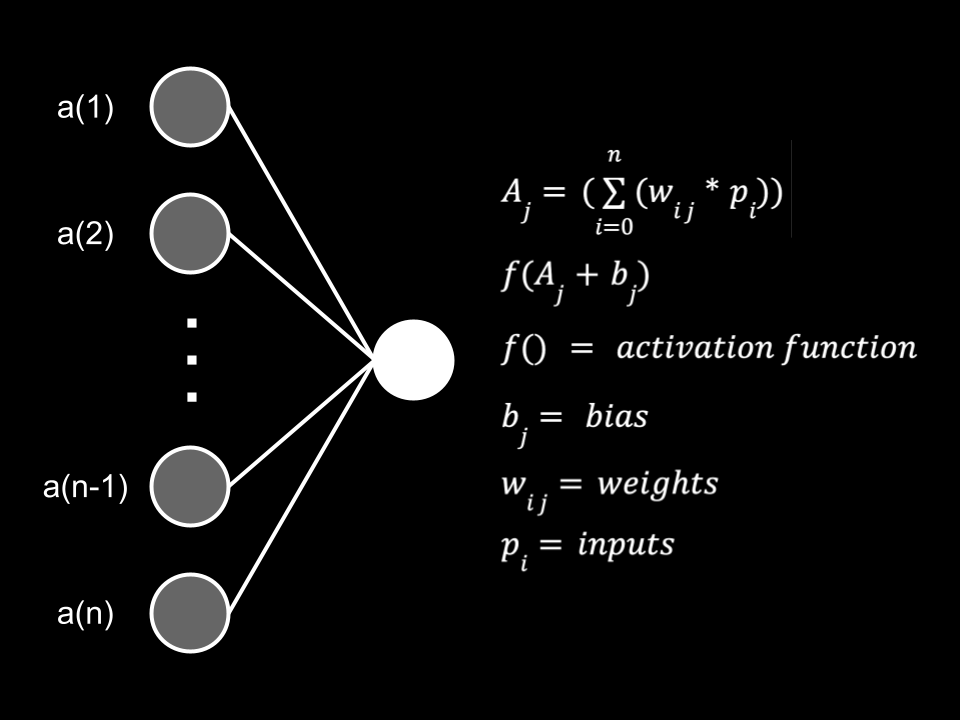 a(1)
a(2)
a(n-1)
a(n)
A_j = (∑_{i=0}^{n} (w_{ij} * p_i))
f(A_j + b_j)
f() = activation function
b_j = bias
w_{ij} = weights
p_i = inputs